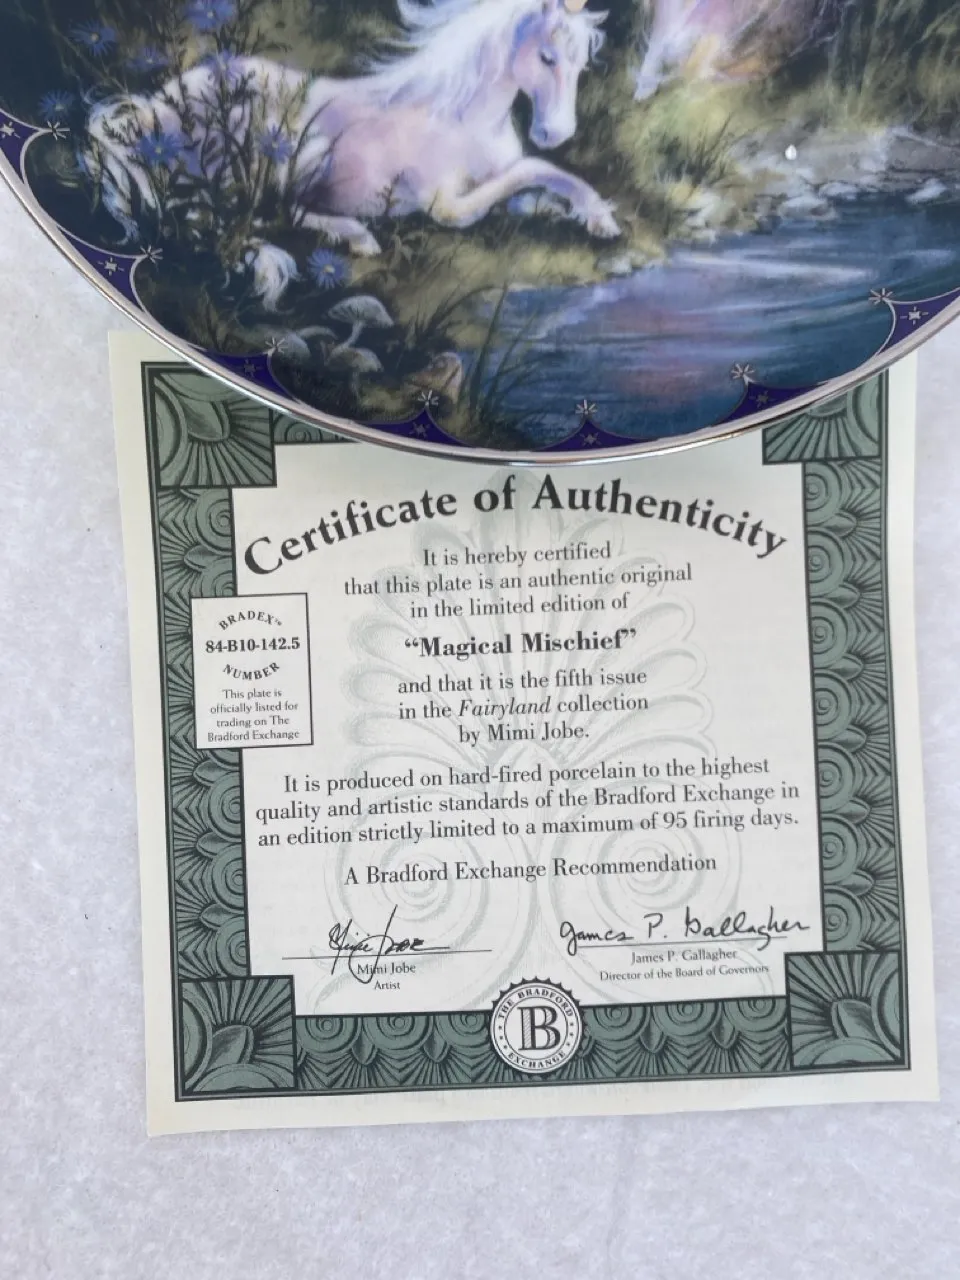 Certificate of Authenticity
It is hereby certified
that this plate is an authentic original
in the limited edition of
“Magical Mischief”
and that it is the fifth issue
in the Fairyland collection
by Mimi Jobe.
BRADEX™
84-B10-142.5
NUMBER
This plate is
officially listed for
trading on The
Bradford Exchange
It is produced on hard-fired porcelain to the highest
quality and artistic standards of the Bradford Exchange in
an edition strictly limited to a maximum of 95 firing days.
A Bradford Exchange Recommendation
Mimi Jobe
James P. Gallagher
Mimi Jobe
Artist
James P. Gallagher
Director of the Board of Governors
THE BRADFORD
B
EXCHANGE